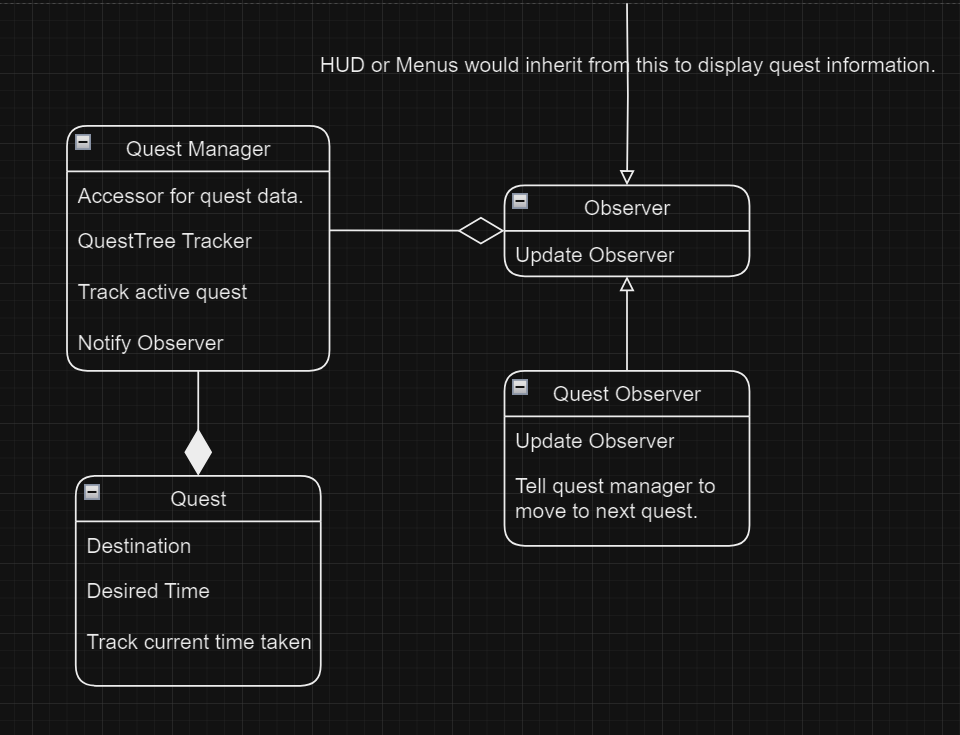 HUD or Menus would inherit from this to display quest information.
Quest Manager
Accessor for quest data.
QuestTree Tracker
Track active quest
Notify Observer
Observer
Update Observer
Quest Observer
Update Observer
Tell quest manager to
move to next quest.
Quest
Destination
Desired Time
Track current time taken